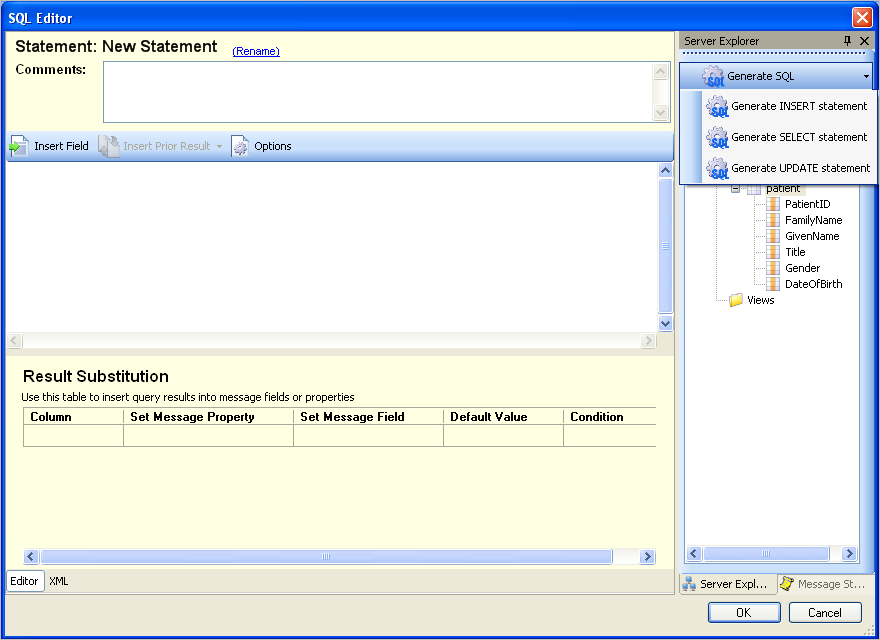 SQL Editor
Statement: New Statement (Rename)
Comments:
Insert Field Insert Prior Result Options
Result Substitution
Use this table to insert query results into message fields or properties
Column Set Message Property Set Message Field Default Value Condition
Editor XML
Server Explorer
Generate SQL
Generate INSERT statement
Generate SELECT statement
Generate UPDATE statement
patient
PatientID
FamilyName
GivenName
Title
Gender
DateOfBirth
Views
Server Expl... Message St...
OK Cancel